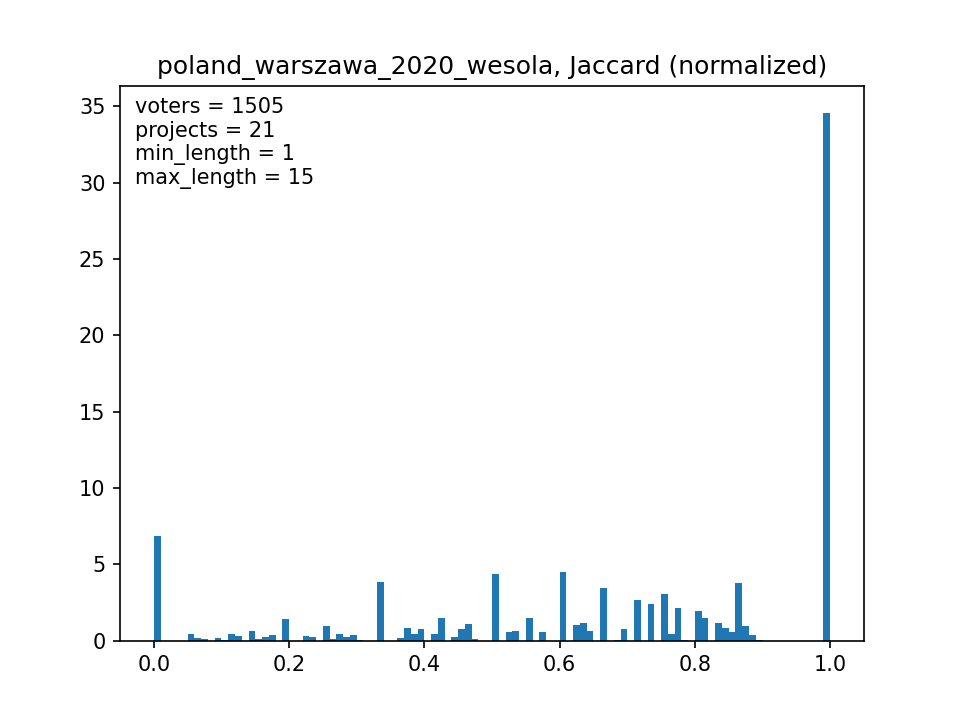 poland_warszawa_2020_wesola, Jaccard (normalized)
voters = 1505
projects = 21
min_length = 1
max_length = 15
35
30
25
20
15
10
5
0
0.0 0.2 0.4 0.6 0.8 1.0